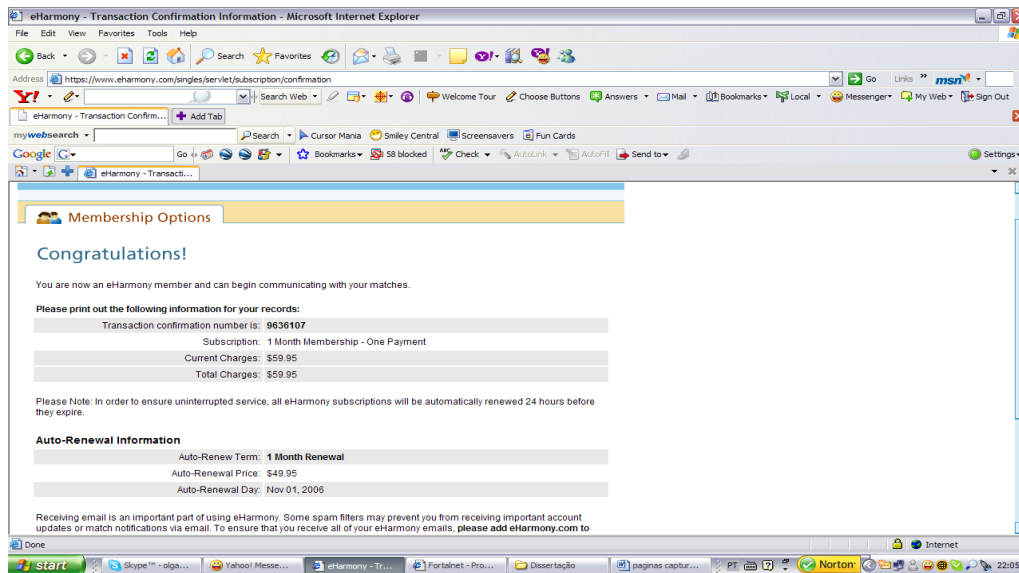 eHarmony - Transaction Confirmation Information - Microsoft Internet Explorer
File Edit View Favorites Tools Help
Back Search Favorites
Address https://www.eharmony.com/singles/servlet/subscription/confirmation Go Links » msn
Y! Search Web Welcome Tour Choose Buttons Answers Mail Bookmarks Local Messenger My Web Sign Out
eHarmony - Transaction Confirm... Add Tab
mywebsearch Search Cursor Mania Smiley Central Screensavers Fun Cards
Google G Go Bookmarks 58 blocked Check AutoLink AutoFill Send to Settings
eHarmony - Transacti...
Membership Options
Congratulations!
You are now an eHarmony member and can begin communicating with your matches.
Please print out the following information for your records:
Transaction confirmation number is: 9636107
Subscription: 1 Month Membership - One Payment
Current Charges: $59.95
Total Charges: $59.95
Please Note: In order to ensure uninterrupted service, all eHarmony subscriptions will be automatically renewed 24 hours before
they expire.
Auto-Renewal Information
Auto-Renew Term: 1 Month Renewal
Auto-Renewal Price: $49.95
Auto-Renewal Day: Nov 01, 2006
Receiving email is an important part of using eHarmony. Some spam filters may prevent you from receiving important account
updates or match notifications via email. To ensure that you receive all of your eHarmony emails, please add eHarmony.com to
Done Internet
start Skype™ - olga... Yahoo! Messe... eHarmony - Tr... Fortalnet - Pro... Dissertação paginas captur... PT Norton 22:05